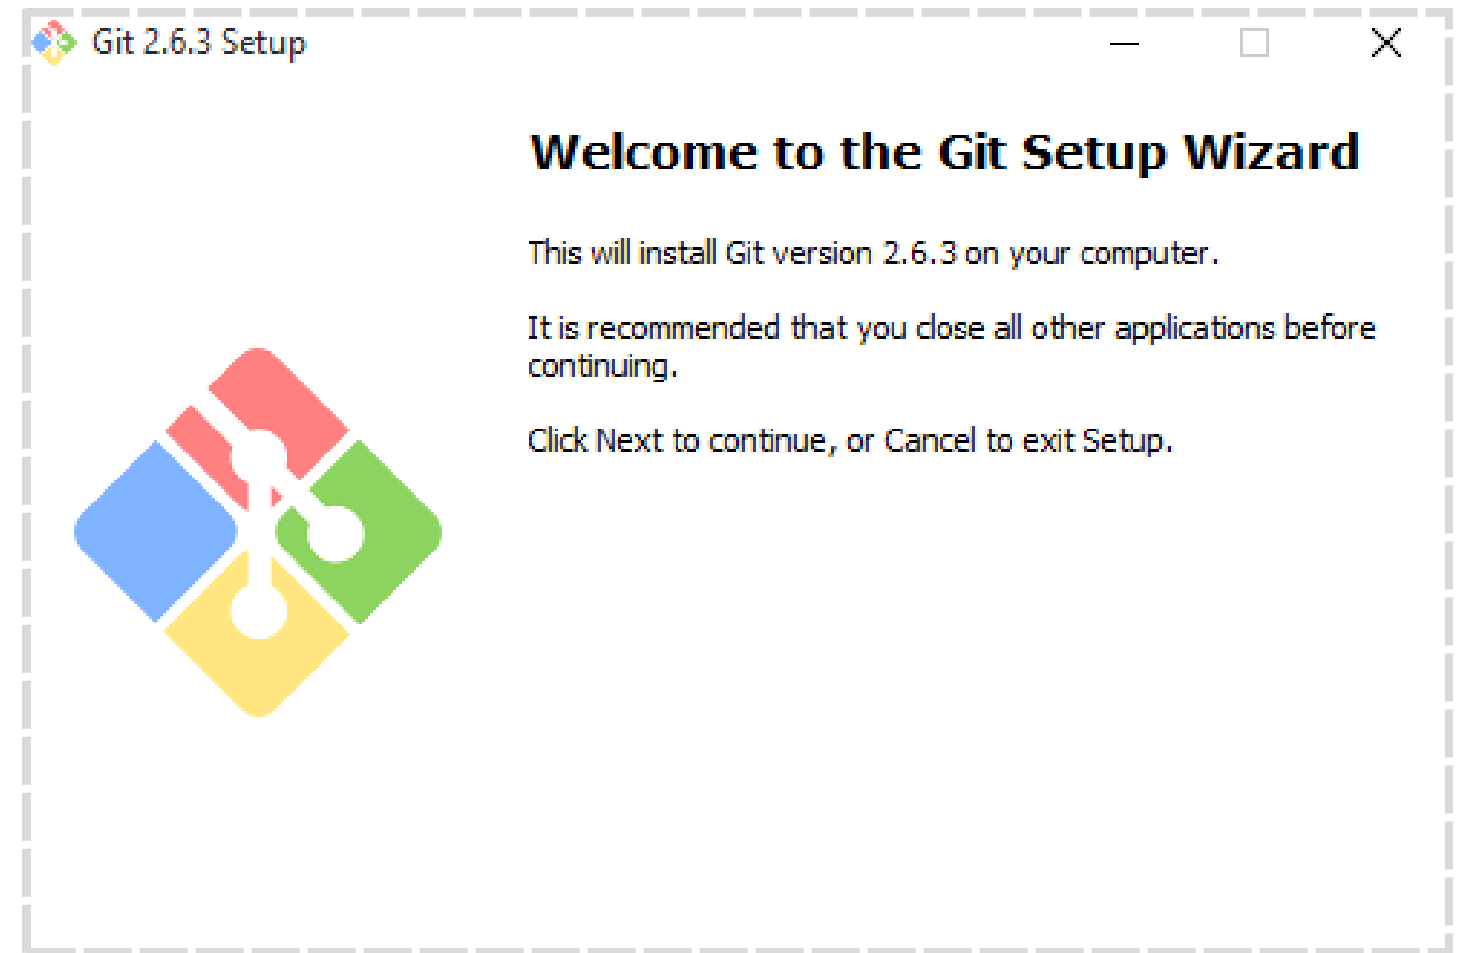 Git 2.6.3 Setup
Welcome to the Git Setup Wizard
This will install Git version 2.6.3 on your computer.
It is recommended that you close all other applications before
continuing.
Click Next to continue, or Cancel to exit Setup.